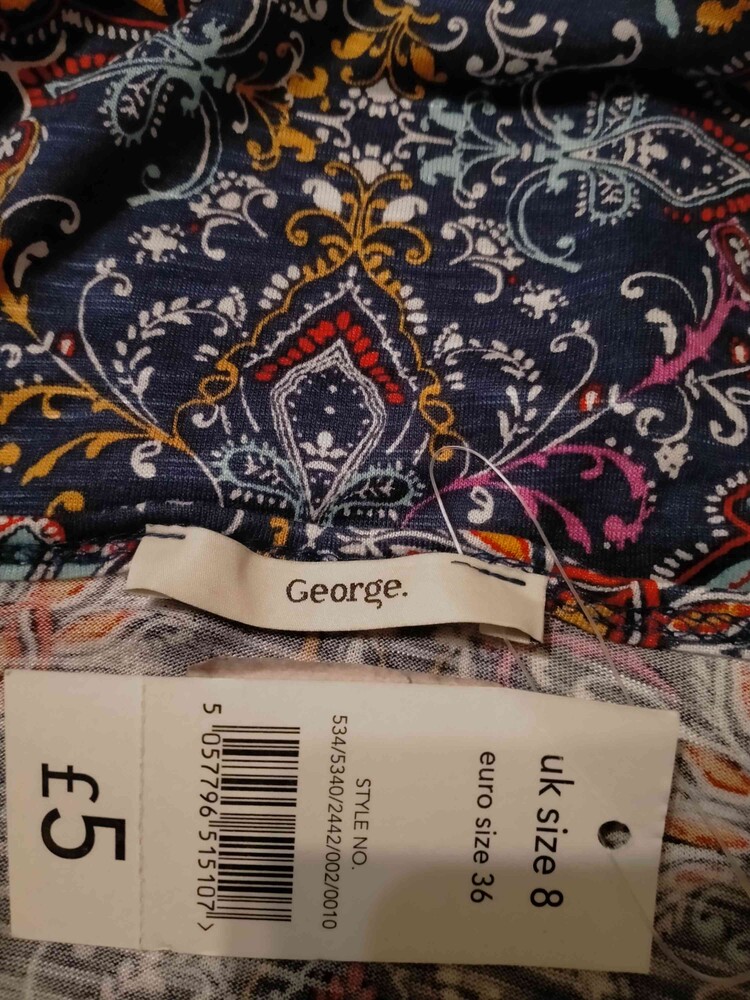 George.
uk size 8
euro size 36
STYLE NO.
534/5340/2442/002/0010
5 057796 515107 >
£5